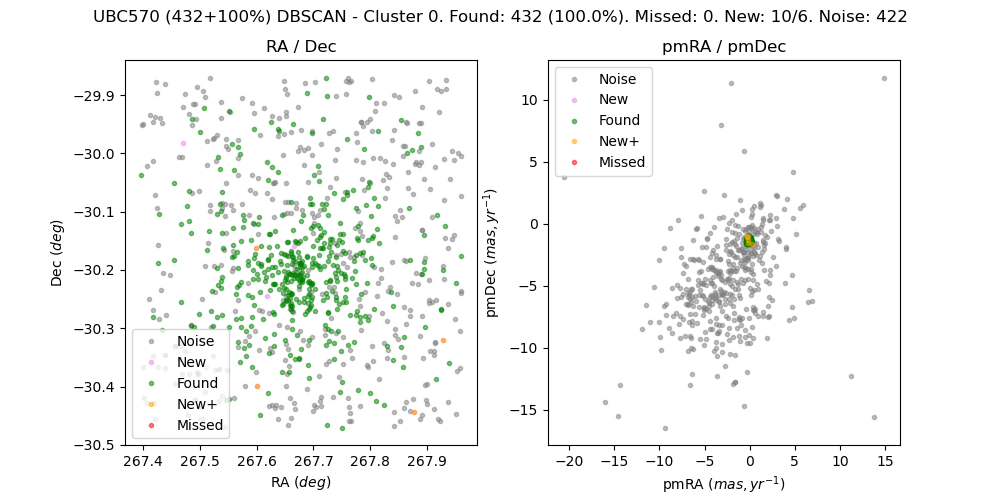 UBC570 (432+100%) DBSCAN - Cluster 0. Found: 432 (100.0%). Missed: 0. New: 10/6. Noise: 422
RA / Dec
−29.9
−30.0
−30.1
−30.2
−30.3
−30.4
−30.5
Dec (deg)
Noise
New
Found
New+
Missed
267.4 267.5 267.6 267.7 267.8 267.9
RA (deg)
pmRA / pmDec
10
5
0
−5
−10
−15
pmDec (mas, yr⁻¹)
Noise
New
Found
New+
Missed
−20 −15 −10 −5 0 5 10 15
pmRA (mas, yr⁻¹)